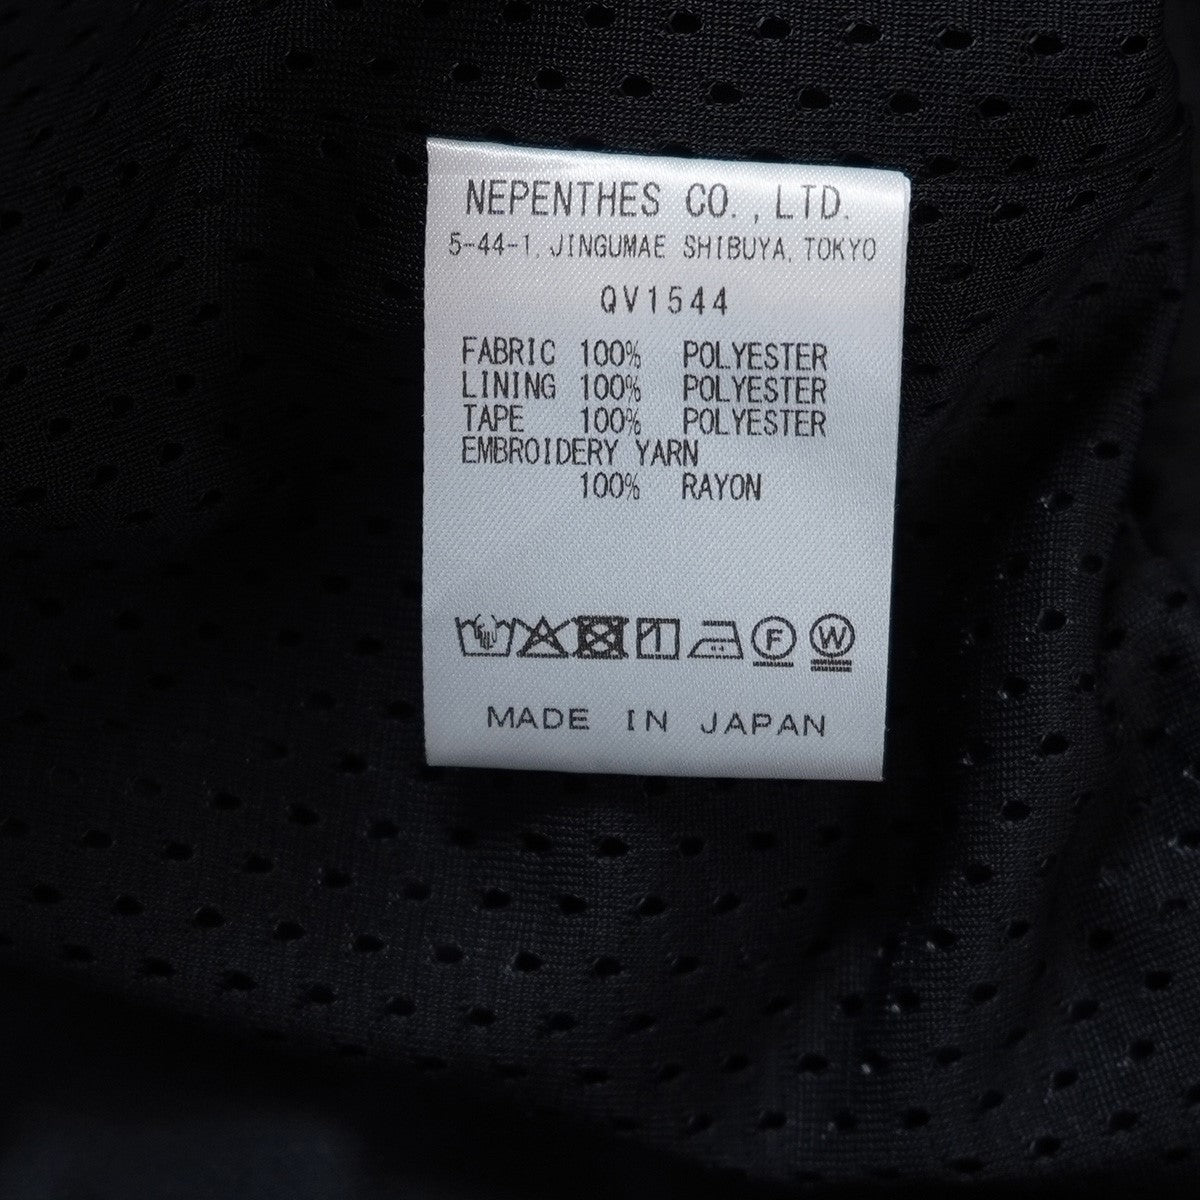 NEPENTHES CO.,LTD.
5-44-1, JINGUMAE SHIBUYA, TOKYO
QV1544
FABRIC 100% POLYESTER
LINING 100% POLYESTER
TAPE 100% POLYESTER
EMBROIDERY YARN
100% RAYON
F W
MADE IN JAPAN